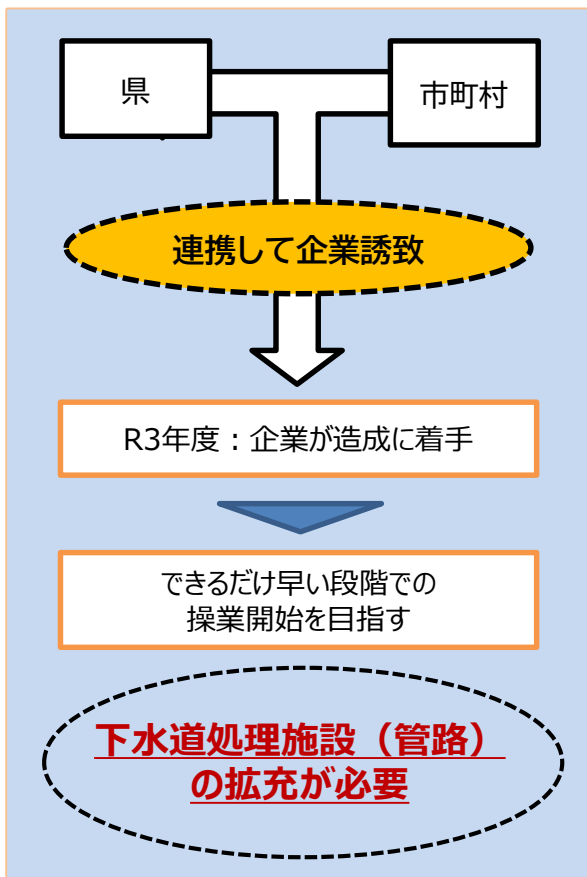 県
市町村
連携して企業誘致
R3年度：企業が造成に着手
できるだけ早い段階での
操業開始を目指す
下水道処理施設（管路）
の拡充が必要